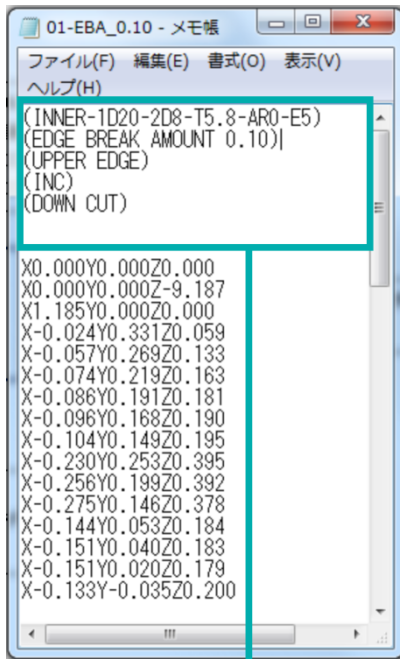 01-EBA_0.10 - メモ帳
ファイル(F) 編集(E) 書式(O) 表示(V)
ヘルプ(H)
(INNER-1D20-2D8-T5.8-AR0-E5)
(EDGE BREAK AMOUNT 0.10)
(UPPER EDGE)
(INC)
(DOWN CUT)
X0.000Y0.000Z0.000
X0.000Y0.000Z-9.187
X1.185Y0.000Z0.000
X-0.024Y0.331Z0.059
X-0.057Y0.269Z0.133
X-0.074Y0.219Z0.163
X-0.086Y0.191Z0.181
X-0.096Y0.168Z0.190
X-0.104Y0.149Z0.195
X-0.230Y0.253Z0.395
X-0.256Y0.199Z0.392
X-0.275Y0.146Z0.378
X-0.144Y0.053Z0.184
X-0.151Y0.040Z0.183
X-0.151Y0.020Z0.179
X-0.133Y-0.035Z0.200